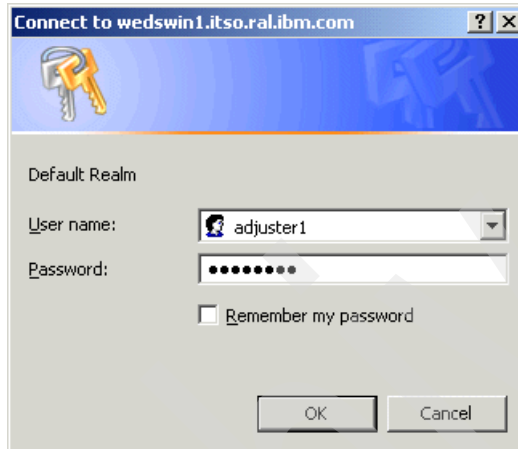 Connect to wedswin1.itso.ral.ibm.com
Default Realm
User name: adjuster1
Password: ●●●●●●●●
Remember my password
OK Cancel